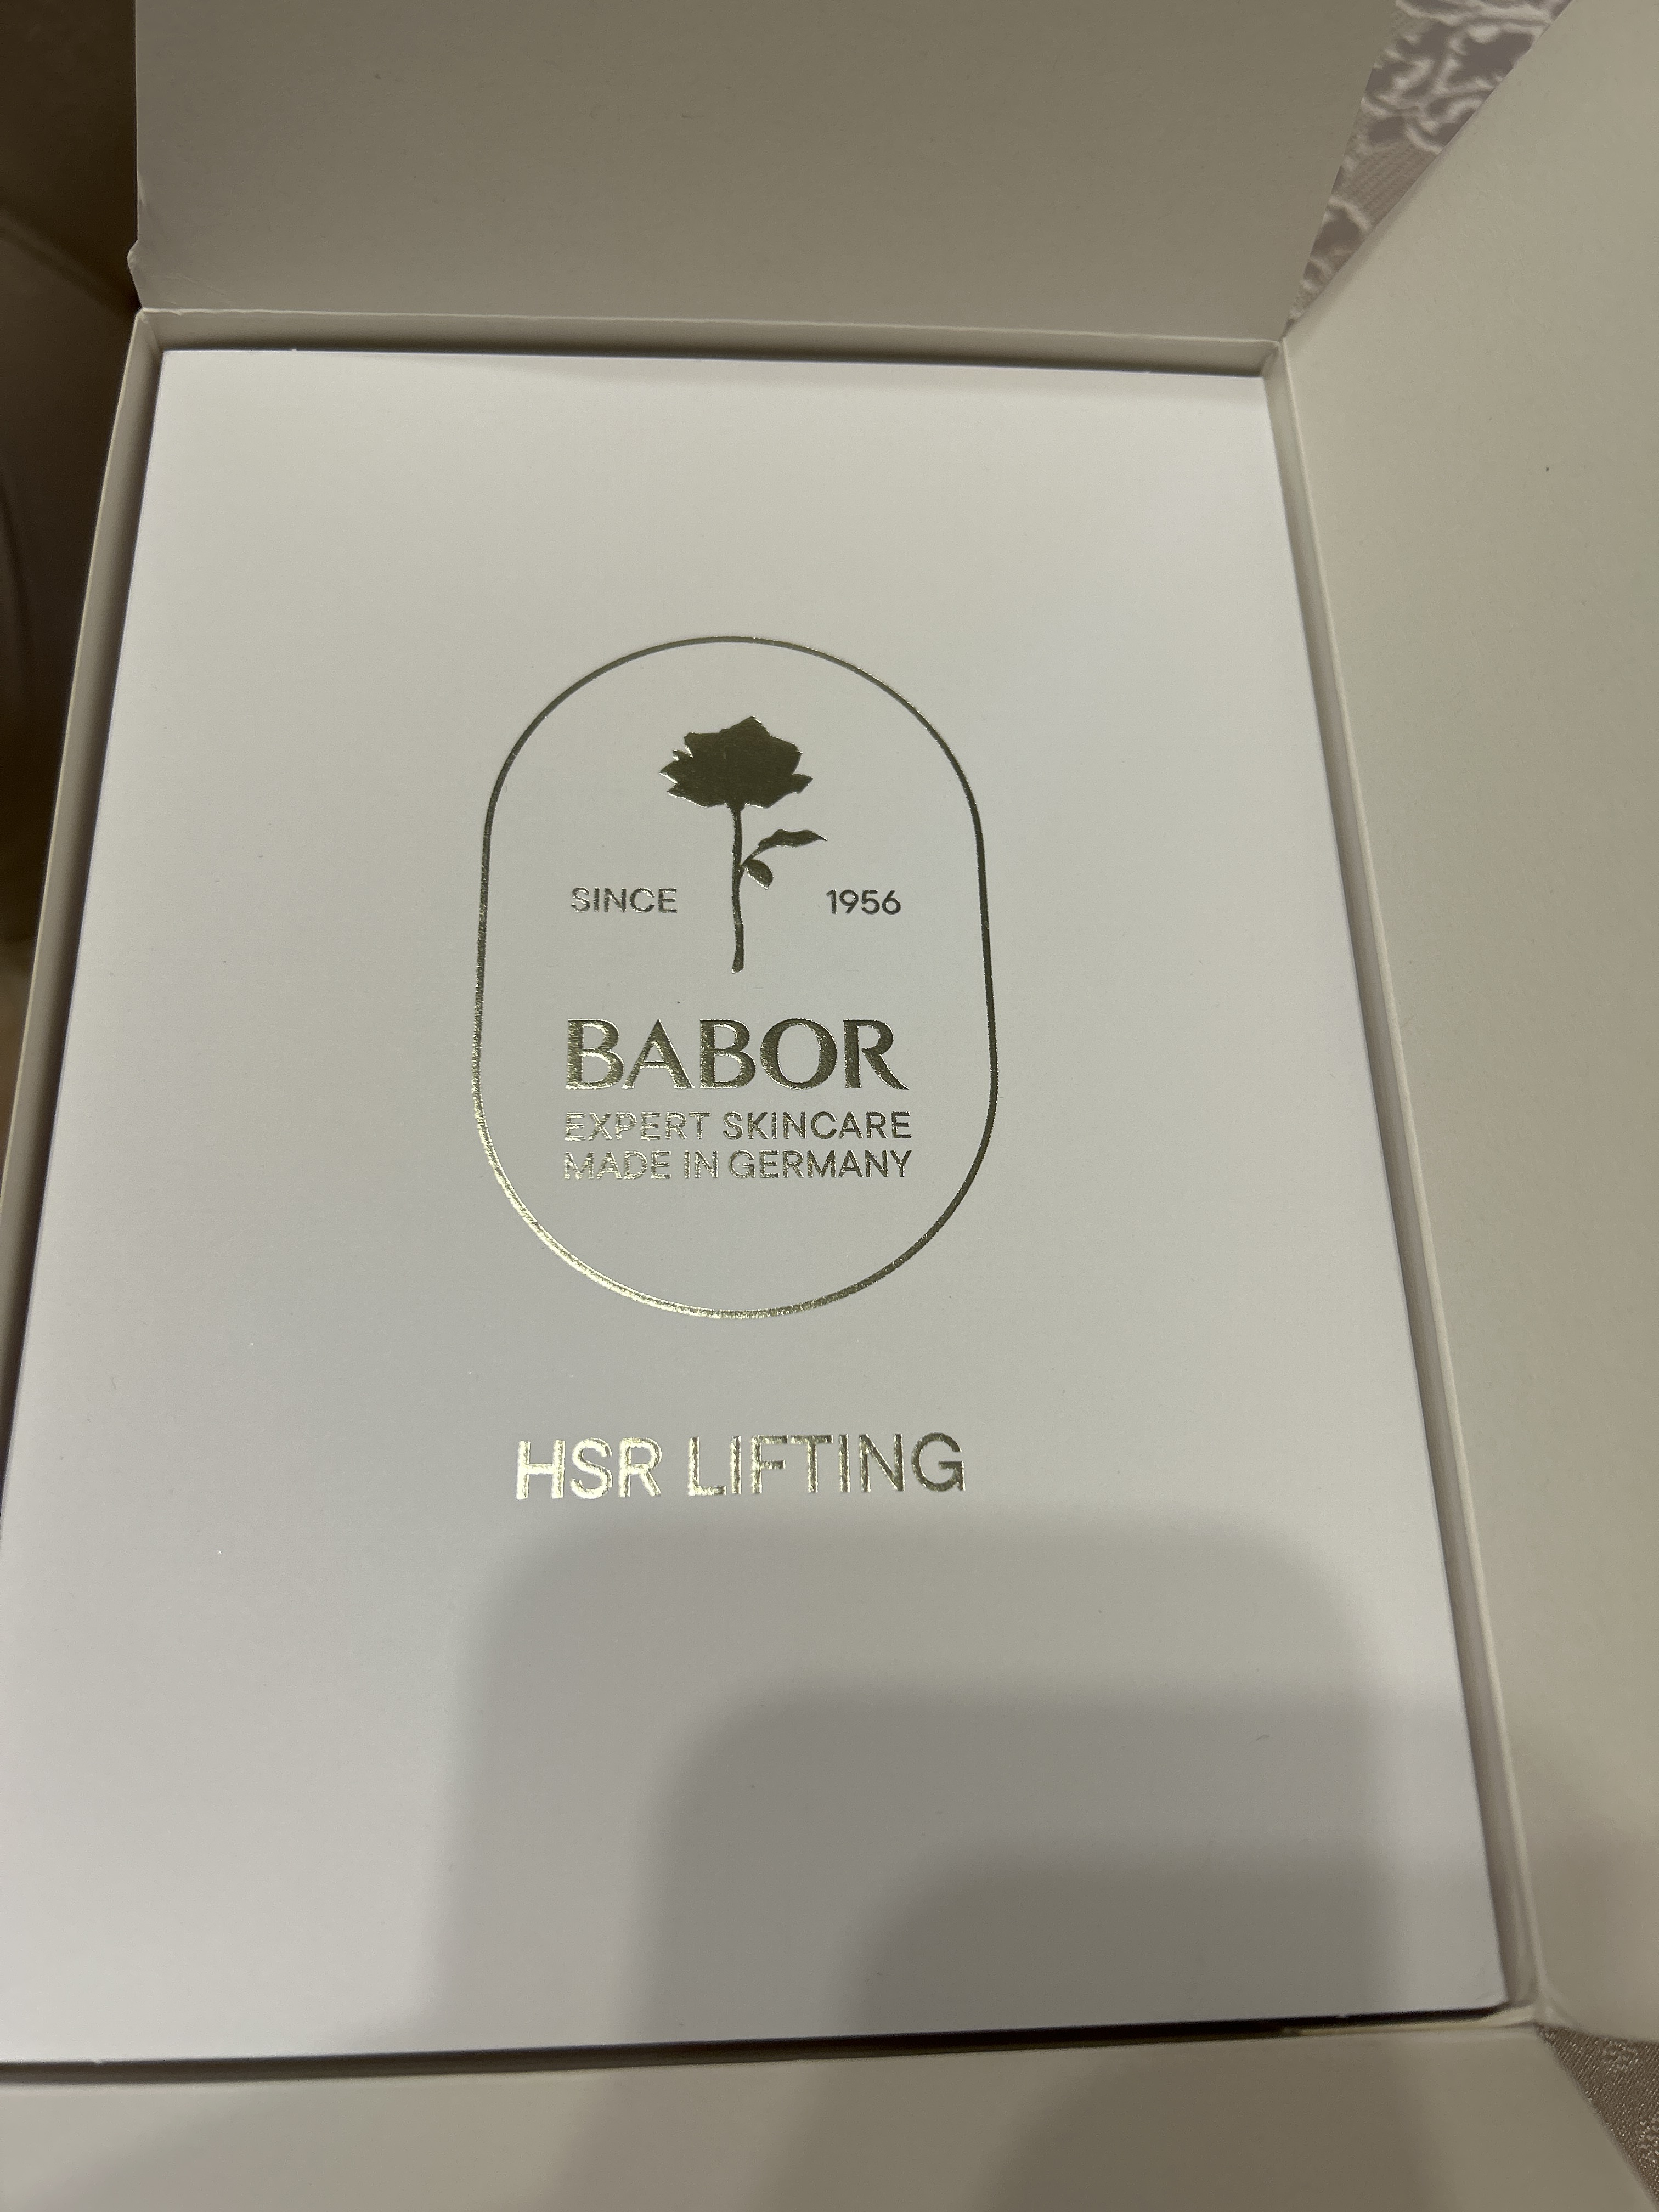 SINCE 1956
BABOR
EXPERT SKINCARE
MADE IN GERMANY
HSR LIFTING